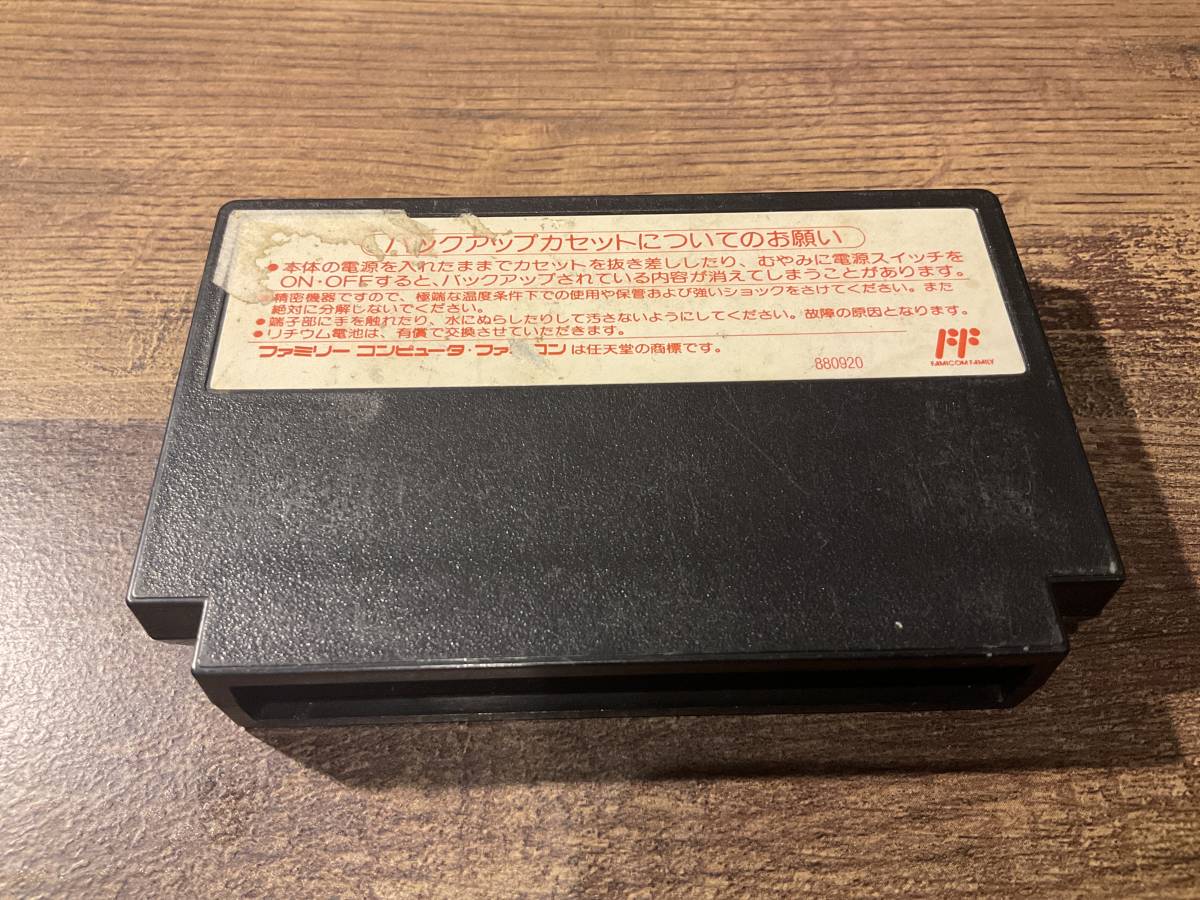 バックアップカセットについてのお願い
●本体の電源を入れたままでカセットを抜き差ししたり、むやみに電源スイッチを
ON・OFFすると、バックアップされている内容が消えてしまうことがあります。
●精密機器ですので、極端な温度条件下での使用や保管および強いショックをさけてください。また
絶対に分解しないでください。
●端子部に手を触れたり、水にぬらしたりして汚さないようにしてください。故障の原因となります。
●リチウム電池は、有償で交換させていただきます。
ファミリーコンピュータ・ファミコンは任天堂の商標です。
880920
FAMICOM FAMILY